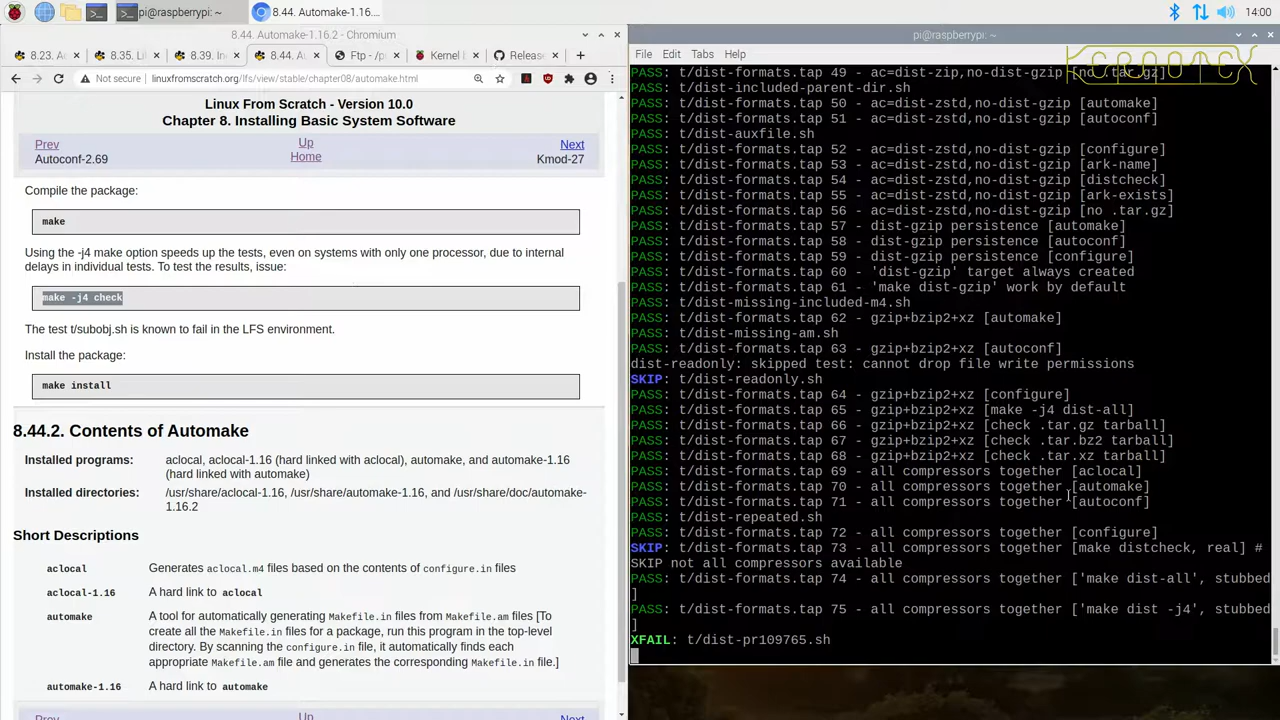 pi@raspberrypi
8.44. Automake-1.16....
14:00
8.44. Automake-1.16.2 - Chromium
8.23. A
8.35. Li
8.39. In
8.44. A
Ftp - /p
Kernel
Release
Not secure
linuxfromscratch.org/lfs/view/stable/chapter08/automake.html
Linux From Scratch - Version 10.0
Chapter 8. Installing Basic System Software
Prev
Up
Next
Autoconf-2.69
Home
Kmod-27
Compile the package:
make
Using the -j4 make option speeds up the tests, even on systems with only one processor, due to internal
delays in individual tests. To test the results, issue:
make -j4 check
The test t/subobj.sh is known to fail in the LFS environment.
Install the package:
make install
8.44.2. Contents of Automake
Installed programs:
aclocal, aclocal-1.16 (hard linked with aclocal), automake, and automake-1.16
(hard linked with automake)
Installed directories:
/usr/share/aclocal-1.16, /usr/share/automake-1.16, and /usr/share/doc/automake-
1.16.2
Short Descriptions
aclocal
Generates aclocal.m4 files based on the contents of configure.in files
aclocal-1.16
A hard link to aclocal
automake
A tool for automatically generating Makefile.in files from Makefile.am files [To
create all the Makefile.in files for a package, run this program in the top-level
directory. By scanning the configure.in file, it automatically finds each
appropriate Makefile.am file and generates the corresponding Makefile.in file.]
automake-1.16
A hard link to automake
Prev
Up
Next
pi@raspberrypi: ~
File Edit Tabs Help
PASS: t/dist-formats.tap 49 - ac=dist-zip,no-dist-gzip [no .tar.gz]
PASS: t/dist-included-parent-dir.sh
PASS: t/dist-formats.tap 50 - ac=dist-zstd,no-dist-gzip [automake]
PASS: t/dist-formats.tap 51 - ac=dist-zstd,no-dist-gzip [autoconf]
PASS: t/dist-auxfile.sh
PASS: t/dist-formats.tap 52 - ac=dist-zstd,no-dist-gzip [configure]
PASS: t/dist-formats.tap 53 - ac=dist-zstd,no-dist-gzip [ark-name]
PASS: t/dist-formats.tap 54 - ac=dist-zstd,no-dist-gzip [distcheck]
PASS: t/dist-formats.tap 55 - ac=dist-zstd,no-dist-gzip [ark-exists]
PASS: t/dist-formats.tap 56 - ac=dist-zstd,no-dist-gzip [no .tar.gz]
PASS: t/dist-formats.tap 57 - dist-gzip persistence [automake]
PASS: t/dist-formats.tap 58 - dist-gzip persistence [autoconf]
PASS: t/dist-formats.tap 59 - dist-gzip persistence [configure]
PASS: t/dist-formats.tap 60 - 'dist-gzip' target always created
PASS: t/dist-formats.tap 61 - 'make dist-gzip' work by default
PASS: t/dist-missing-included-m4.sh
PASS: t/dist-formats.tap 62 - gzip+bzip2+xz [automake]
PASS: t/dist-missing-am.sh
PASS: t/dist-formats.tap 63 - gzip+bzip2+xz [autoconf]
dist-readonly: skipped test: cannot drop file write permissions
SKIP: t/dist-readonly.sh
PASS: t/dist-formats.tap 64 - gzip+bzip2+xz [configure]
PASS: t/dist-formats.tap 65 - gzip+bzip2+xz [make -j4 dist-all]
PASS: t/dist-formats.tap 66 - gzip+bzip2+xz [check .tar.gz tarball]
PASS: t/dist-formats.tap 67 - gzip+bzip2+xz [check .tar.bz2 tarball]
PASS: t/dist-formats.tap 68 - gzip+bzip2+xz [check .tar.xz tarball]
PASS: t/dist-formats.tap 69 - all compressors together [aclocal]
PASS: t/dist-formats.tap 70 - all compressors together [automake]
PASS: t/dist-formats.tap 71 - all compressors together [autoconf]
PASS: t/dist-repeated.sh
PASS: t/dist-formats.tap 72 - all compressors together [configure]
SKIP: t/dist-formats.tap 73 - all compressors together [make distcheck, real] #
SKIP not all compressors available
PASS: t/dist-formats.tap 74 - all compressors together ['make dist-all', stubbed
]
PASS: t/dist-formats.tap 75 - all compressors together ['make dist -j4', stubbed
]
XFAIL: t/dist-pr109765.sh